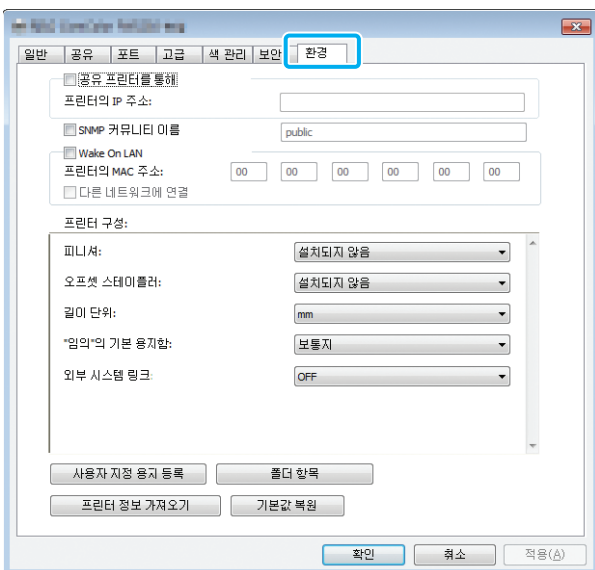 일반 공유 포트 고급 색 관리 보안 환경
공유 프린터를 통해
프린터의 IP 주소:
SNMP 커뮤니티 이름 public
Wake On LAN
프린터의 MAC 주소: 00 00 00 00 00 00
다른 네트워크에 연결
프린터 구성:
피니셔: 설치되지 않음
오프셋 스테이플러: 설치되지 않음
길이 단위: mm
"임의"의 기본 용지함: 보통지
외부 시스템 링크: OFF
사용자 지정 용지 등록 폴더 항목
프린터 정보 가져오기 기본값 복원
확인 취소 적용(A)